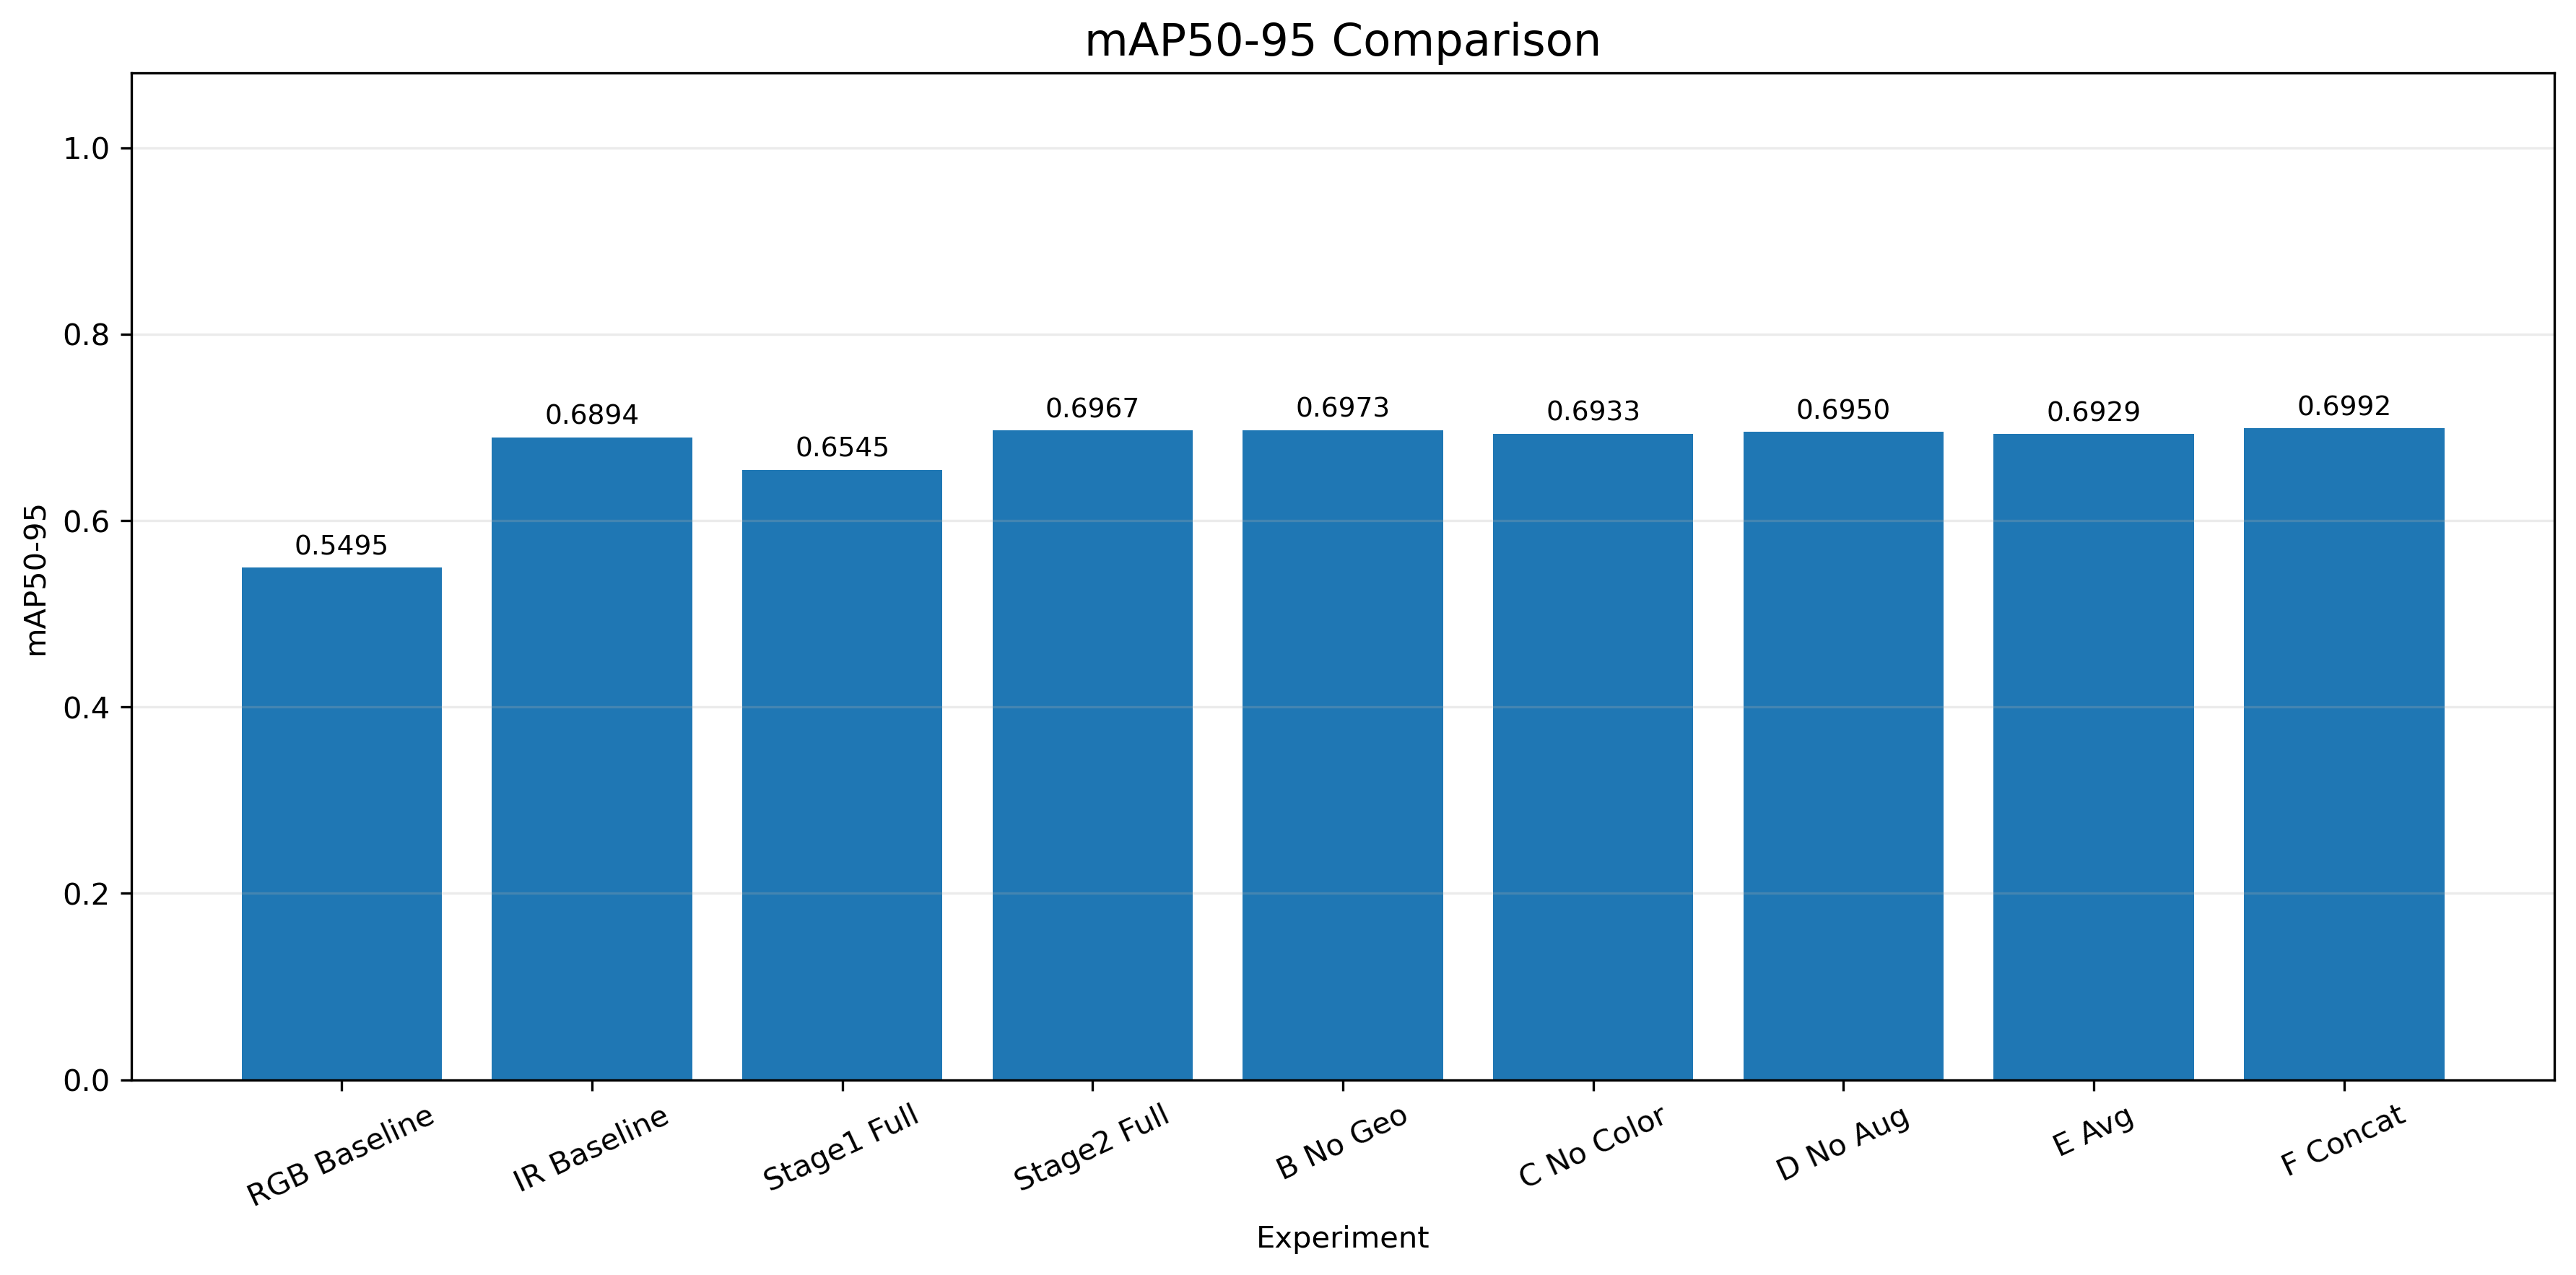 mAP50-95 Comparison
mAP50-95
1.0
0.8
0.6
0.4
0.2
0.0
0.5495
0.6894
0.6545
0.6967
0.6973
0.6933
0.6950
0.6929
0.6992
RGB Baseline
IR Baseline
Stage1 Full
Stage2 Full
B No Geo
C No Color
D No Aug
E Avg
F Concat
Experiment